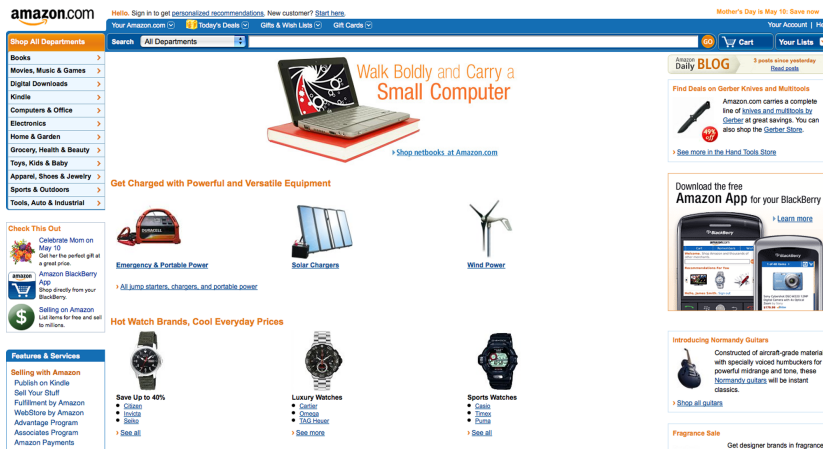 amazon.com
Hello. Sign in to get personalized recommendations. New customer? Start here.
Mother's Day is May 10: Save now
Your Amazon.com
Today's Deals
Gifts & Wish Lists
Gift Cards
Your Account | He
Shop All Departments
Search
All Departments
GO
Cart
Your Lists
Books
Movies, Music & Games
Digital Downloads
Kindle
Computers & Office
Electronics
Home & Garden
Grocery, Health & Beauty
Toys, Kids & Baby
Apparel, Shoes & Jewelry
Sports & Outdoors
Tools, Auto & Industrial
Check This Out
Celebrate Mom on
May 10
Get her the perfect gift at
a great price.
amazon
Amazon BlackBerry
App
Shop directly from your
BlackBerry.
Selling on Amazon
List items for free and sell
to millions.
Features & Services
Selling with Amazon
Publish on Kindle
Sell Your Stuff
Fulfillment by Amazon
WebStore by Amazon
Advantage Program
Associates Program
Amazon Payments
Walk Boldly and Carry a
Small Computer
Shop netbooks at Amazon.com
Get Charged with Powerful and Versatile Equipment
DURACELL
Emergency & Portable Power
Solar Chargers
Wind Power
All jump starters, chargers, and portable power
Hot Watch Brands, Cool Everyday Prices
Save Up to 40%
Citizen
Invicta
Seiko
See all
Luxury Watches
Cartier
Omega
TAG Heuer
See more
Sports Watches
Casio
Timex
Puma
See all
Amazon
Daily BLOG
3 posts since yesterday
Read posts
Find Deals on Gerber Knives and Multitools
Amazon.com carries a complete
line of knives and multitools by
Gerber at great savings. You can
also shop the Gerber Store.
49%
off
See more in the Hand Tools Store
Download the free
Amazon App for your BlackBerry
Learn more
BlackBerry
BlackBerry
Introducing Normandy Guitars
Constructed of aircraft-grade materia
with specially voiced humbuckers for
powerful midrange and tone, these
Normandy guitars will be instant
classics.
Shop all guitars
Fragrance Sale
Get designer brands in fragrance